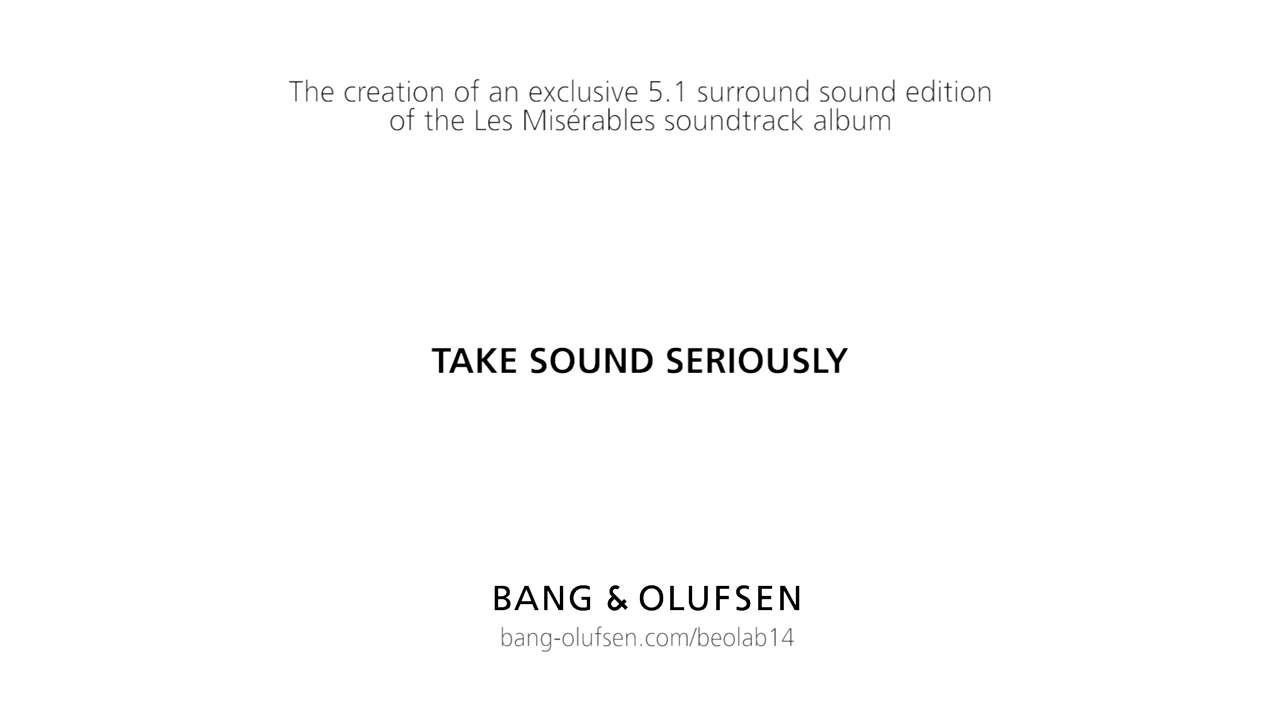 The creation of an exclusive 5.1 surround sound edition
of the Les Misérables soundtrack album
TAKE SOUND SERIOUSLY
BANG & OLUFSEN
bang-olufsen.com/beolab14